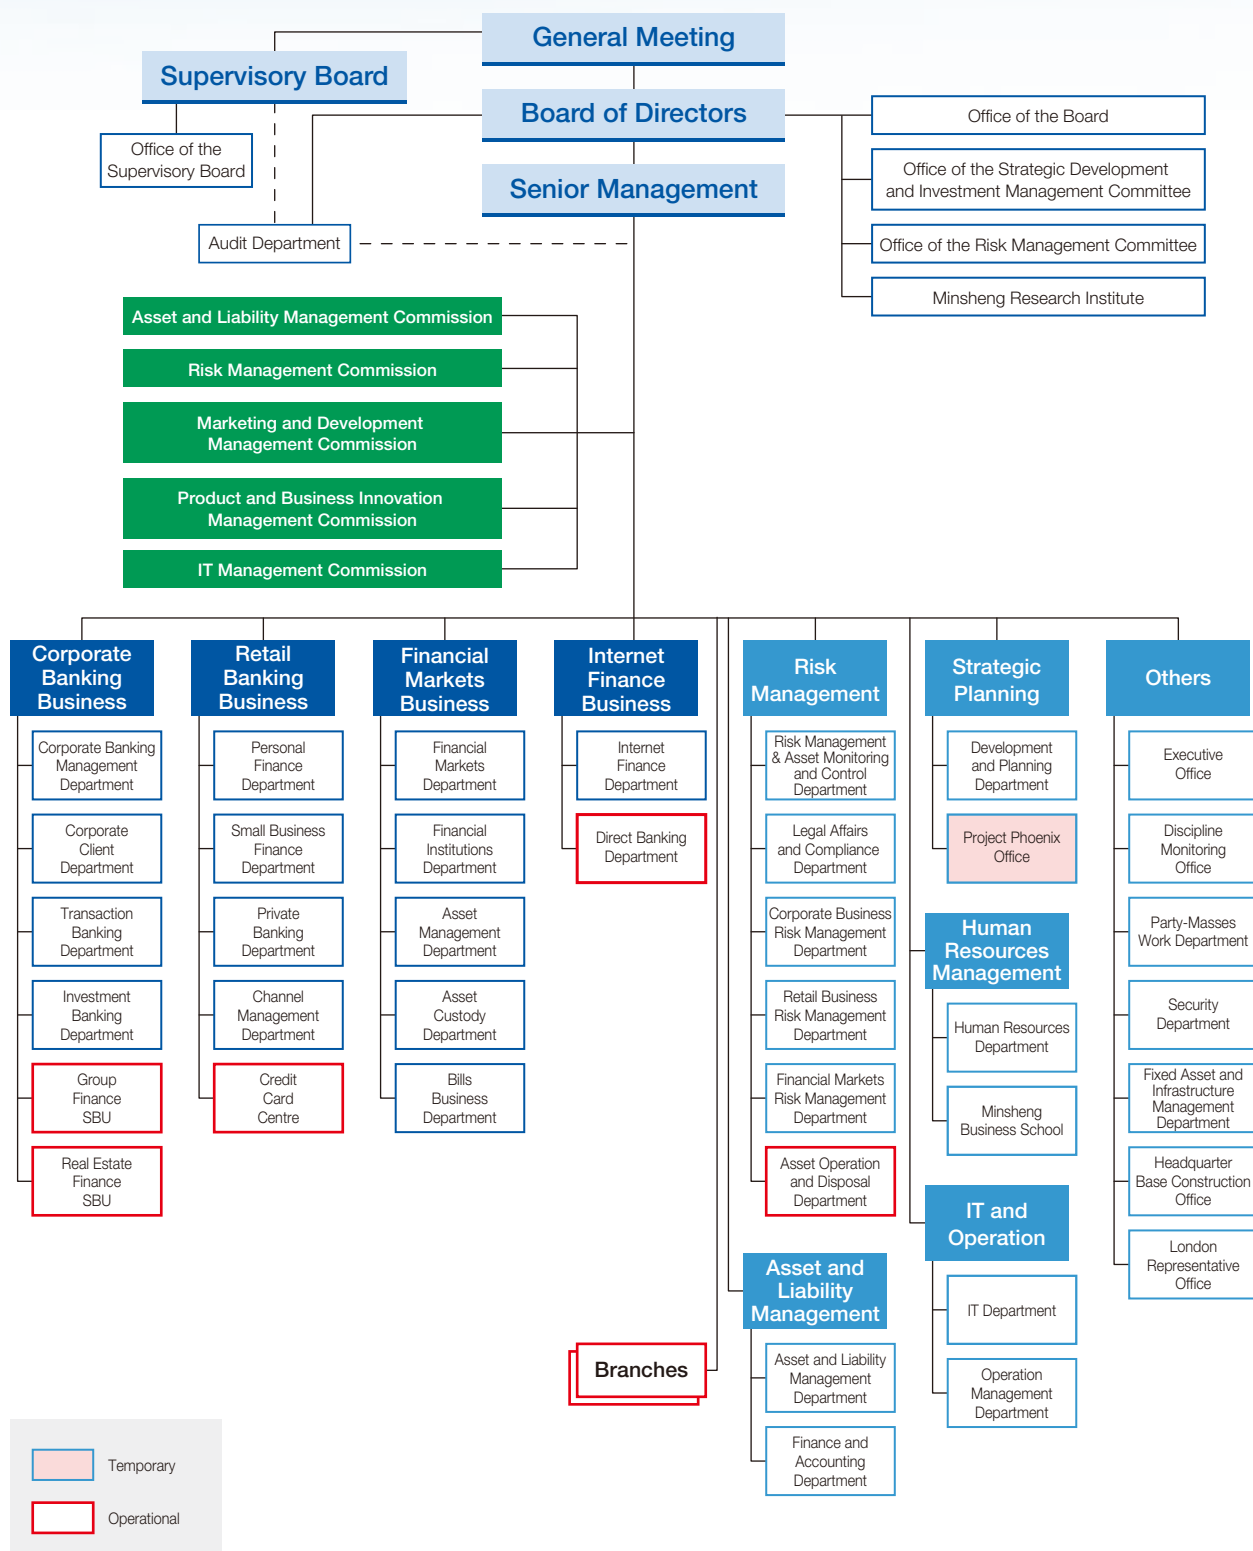 General Meeting
Supervisory Board
Board of Directors
Office of the Board
Office of the
Supervisory Board
Office of the Strategic Development
and Investment Management Committee
Senior Management
Audit Department
Office of the Risk Management Committee
Minsheng Research Institute
Asset and Liability Management Commission
Risk Management Commission
Marketing and Development
Management Commission
Product and Business Innovation
Management Commission
IT Management Commission
Corporate
Banking
Business
Corporate Banking
Management
Department
Corporate
Client
Department
Transaction
Banking
Department
Investment
Banking
Department
Group
Finance
SBU
Real Estate
Finance
SBU
Retail
Banking
Business
Personal
Finance
Department
Small Business
Finance
Department
Private
Banking
Department
Channel
Management
Department
Credit
Card
Centre
Financial
Markets
Business
Financial
Markets
Department
Financial
Institutions
Department
Asset
Management
Department
Asset
Custody
Department
Bills
Business
Department
Internet
Finance
Business
Internet
Finance
Department
Direct Banking
Department
Branches
Risk
Management
Risk Management
& Asset Monitoring
and Control
Department
Legal Affairs
and Compliance
Department
Corporate Business
Risk Management
Department
Retail Business
Risk Management
Department
Financial Markets
Risk Management
Department
Asset Operation
and Disposal
Department
Asset and
Liability
Management
Asset and Liability
Management
Department
Finance and
Accounting
Department
Strategic
Planning
Development
and Planning
Department
Project Phoenix
Office
Human
Resources
Management
Human Resources
Department
Minsheng
Business School
IT and
Operation
IT Department
Operation
Management
Department
Others
Executive
Office
Discipline
Monitoring
Office
Party-Masses
Work Department
Security
Department
Fixed Asset and
Infrastructure
Management
Department
Headquarter
Base Construction
Office
London
Representative
Office
Temporary
Operational